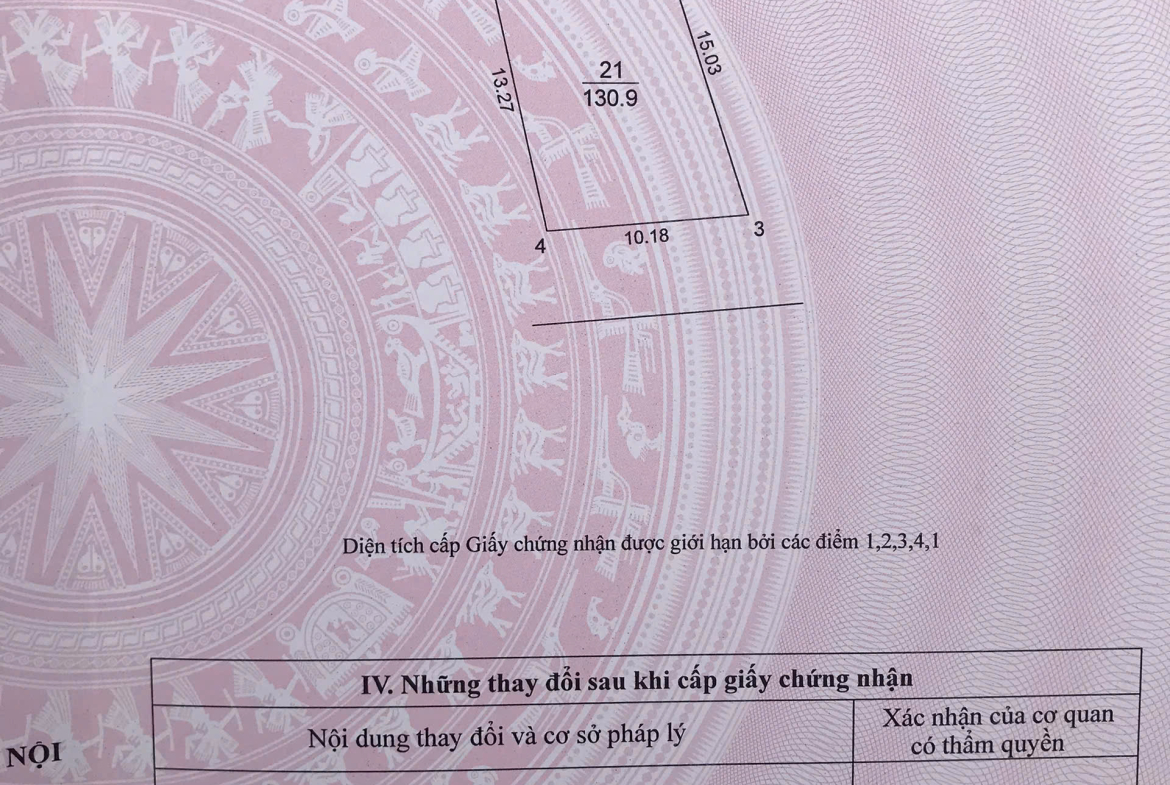 15.03
13.27
21
130.9
10.18
3
4
Diện tích cấp Giấy chứng nhận được giới hạn bởi các điểm 1,2,3,4,1
IV. Những thay đổi sau khi cấp giấy chứng nhận
Nội dung thay đổi và cơ sở pháp lý
Xác nhận của cơ quan
có thẩm quyền
NỘI